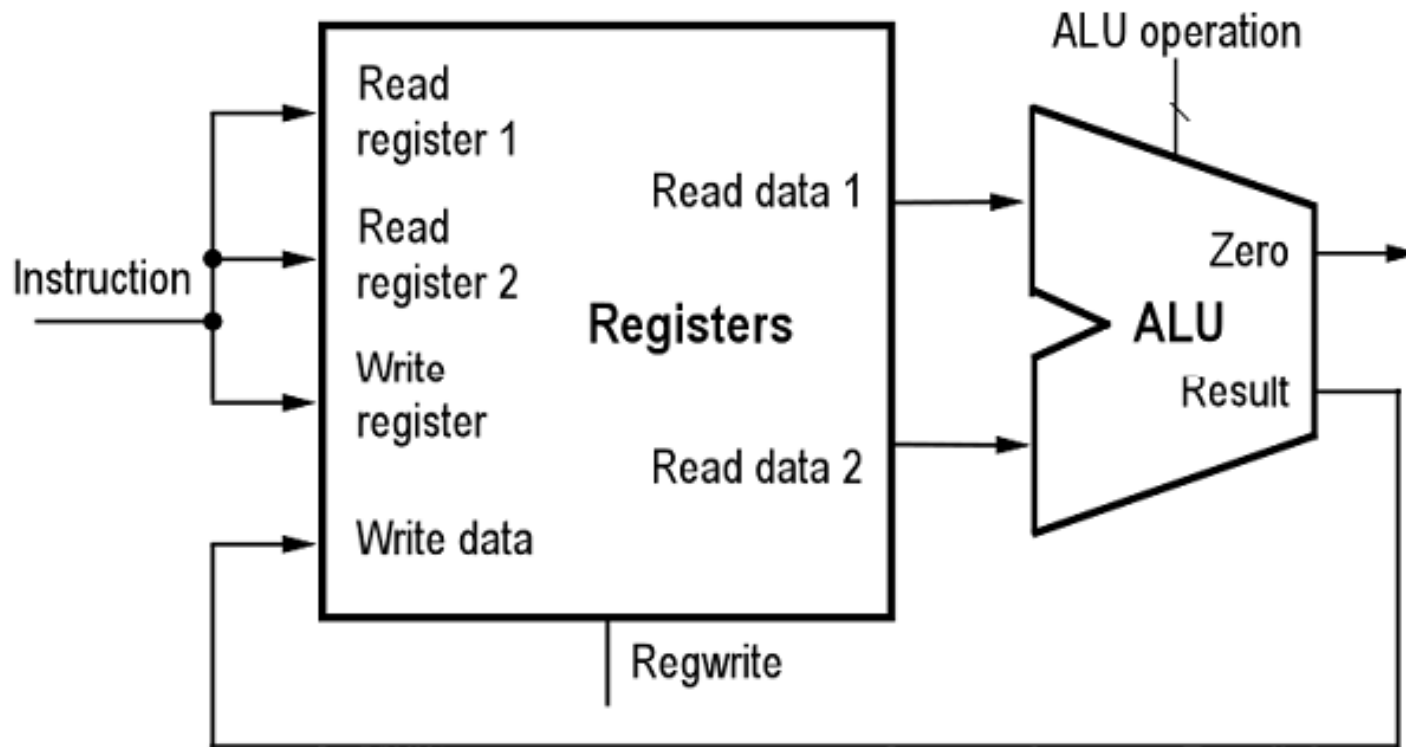 ALU operation
Read
register 1
Read data 1
Read
register 2
Zero
Instruction
Registers
ALU
Write
register
Result
Read data 2
Write data
Regwrite